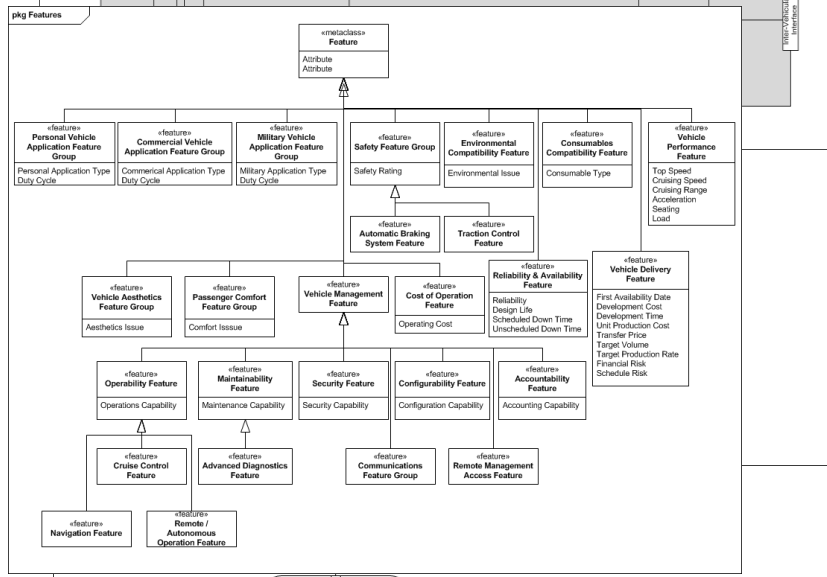 pkg Features
Inter-Vehicle
Interface
«metaclass»
Feature
Attribute
Attribute
«feature»
Personal Vehicle
Application Feature
Group
Personal Application Type
Duty Cycle
«feature»
Commercial Vehicle
Application Feature Group
Commerical Application Type
Duty Cycle
«feature»
Military Vehicle
Application Feature
Group
Military Application Type
Duty Cycle
«feature»
Safety Feature Group
Safety Rating
«feature»
Environmental
Compatibility Feature
Environmental Issue
«feature»
Consumables
Compatibility Feature
Consumable Type
«feature»
Vehicle
Performance
Feature
Top Speed
Cruising Speed
Cruising Range
Acceleration
Seating
Load
«feature»
Automatic Braking
System Feature
«feature»
Traction Control
Feature
«feature»
Vehicle Aesthetics
Feature Group
Aesthetics Issue
«feature»
Passenger Comfort
Feature Group
Comfort Isssue
«feature»
Vehicle Management
Feature
«feature»
Cost of Operation
Feature
Operating Cost
«feature»
Reliability & Availability
Feature
Reliability
Design Life
Scheduled Down Time
Unscheduled Down Time
«feature»
Vehicle Delivery
Feature
First Availability Date
Development Cost
Development Time
Unit Production Cost
Transfer Price
Target Volume
Target Production Rate
Financial Risk
Schedule Risk
«feature»
Operability Feature
Operations Capability
«feature»
Maintainability
Feature
Maintenance Capability
«feature»
Security Feature
Security Capability
«feature»
Configurability Feature
Configuration Capability
«feature»
Accountability
Feature
Accounting Capability
«feature»
Cruise Control
Feature
«feature»
Advanced Diagnostics
Feature
«feature»
Communications
Feature Group
«feature»
Remote Management
Access Feature
«feature»
Navigation Feature
«feature»
Remote /
Autonomous
Operation Feature